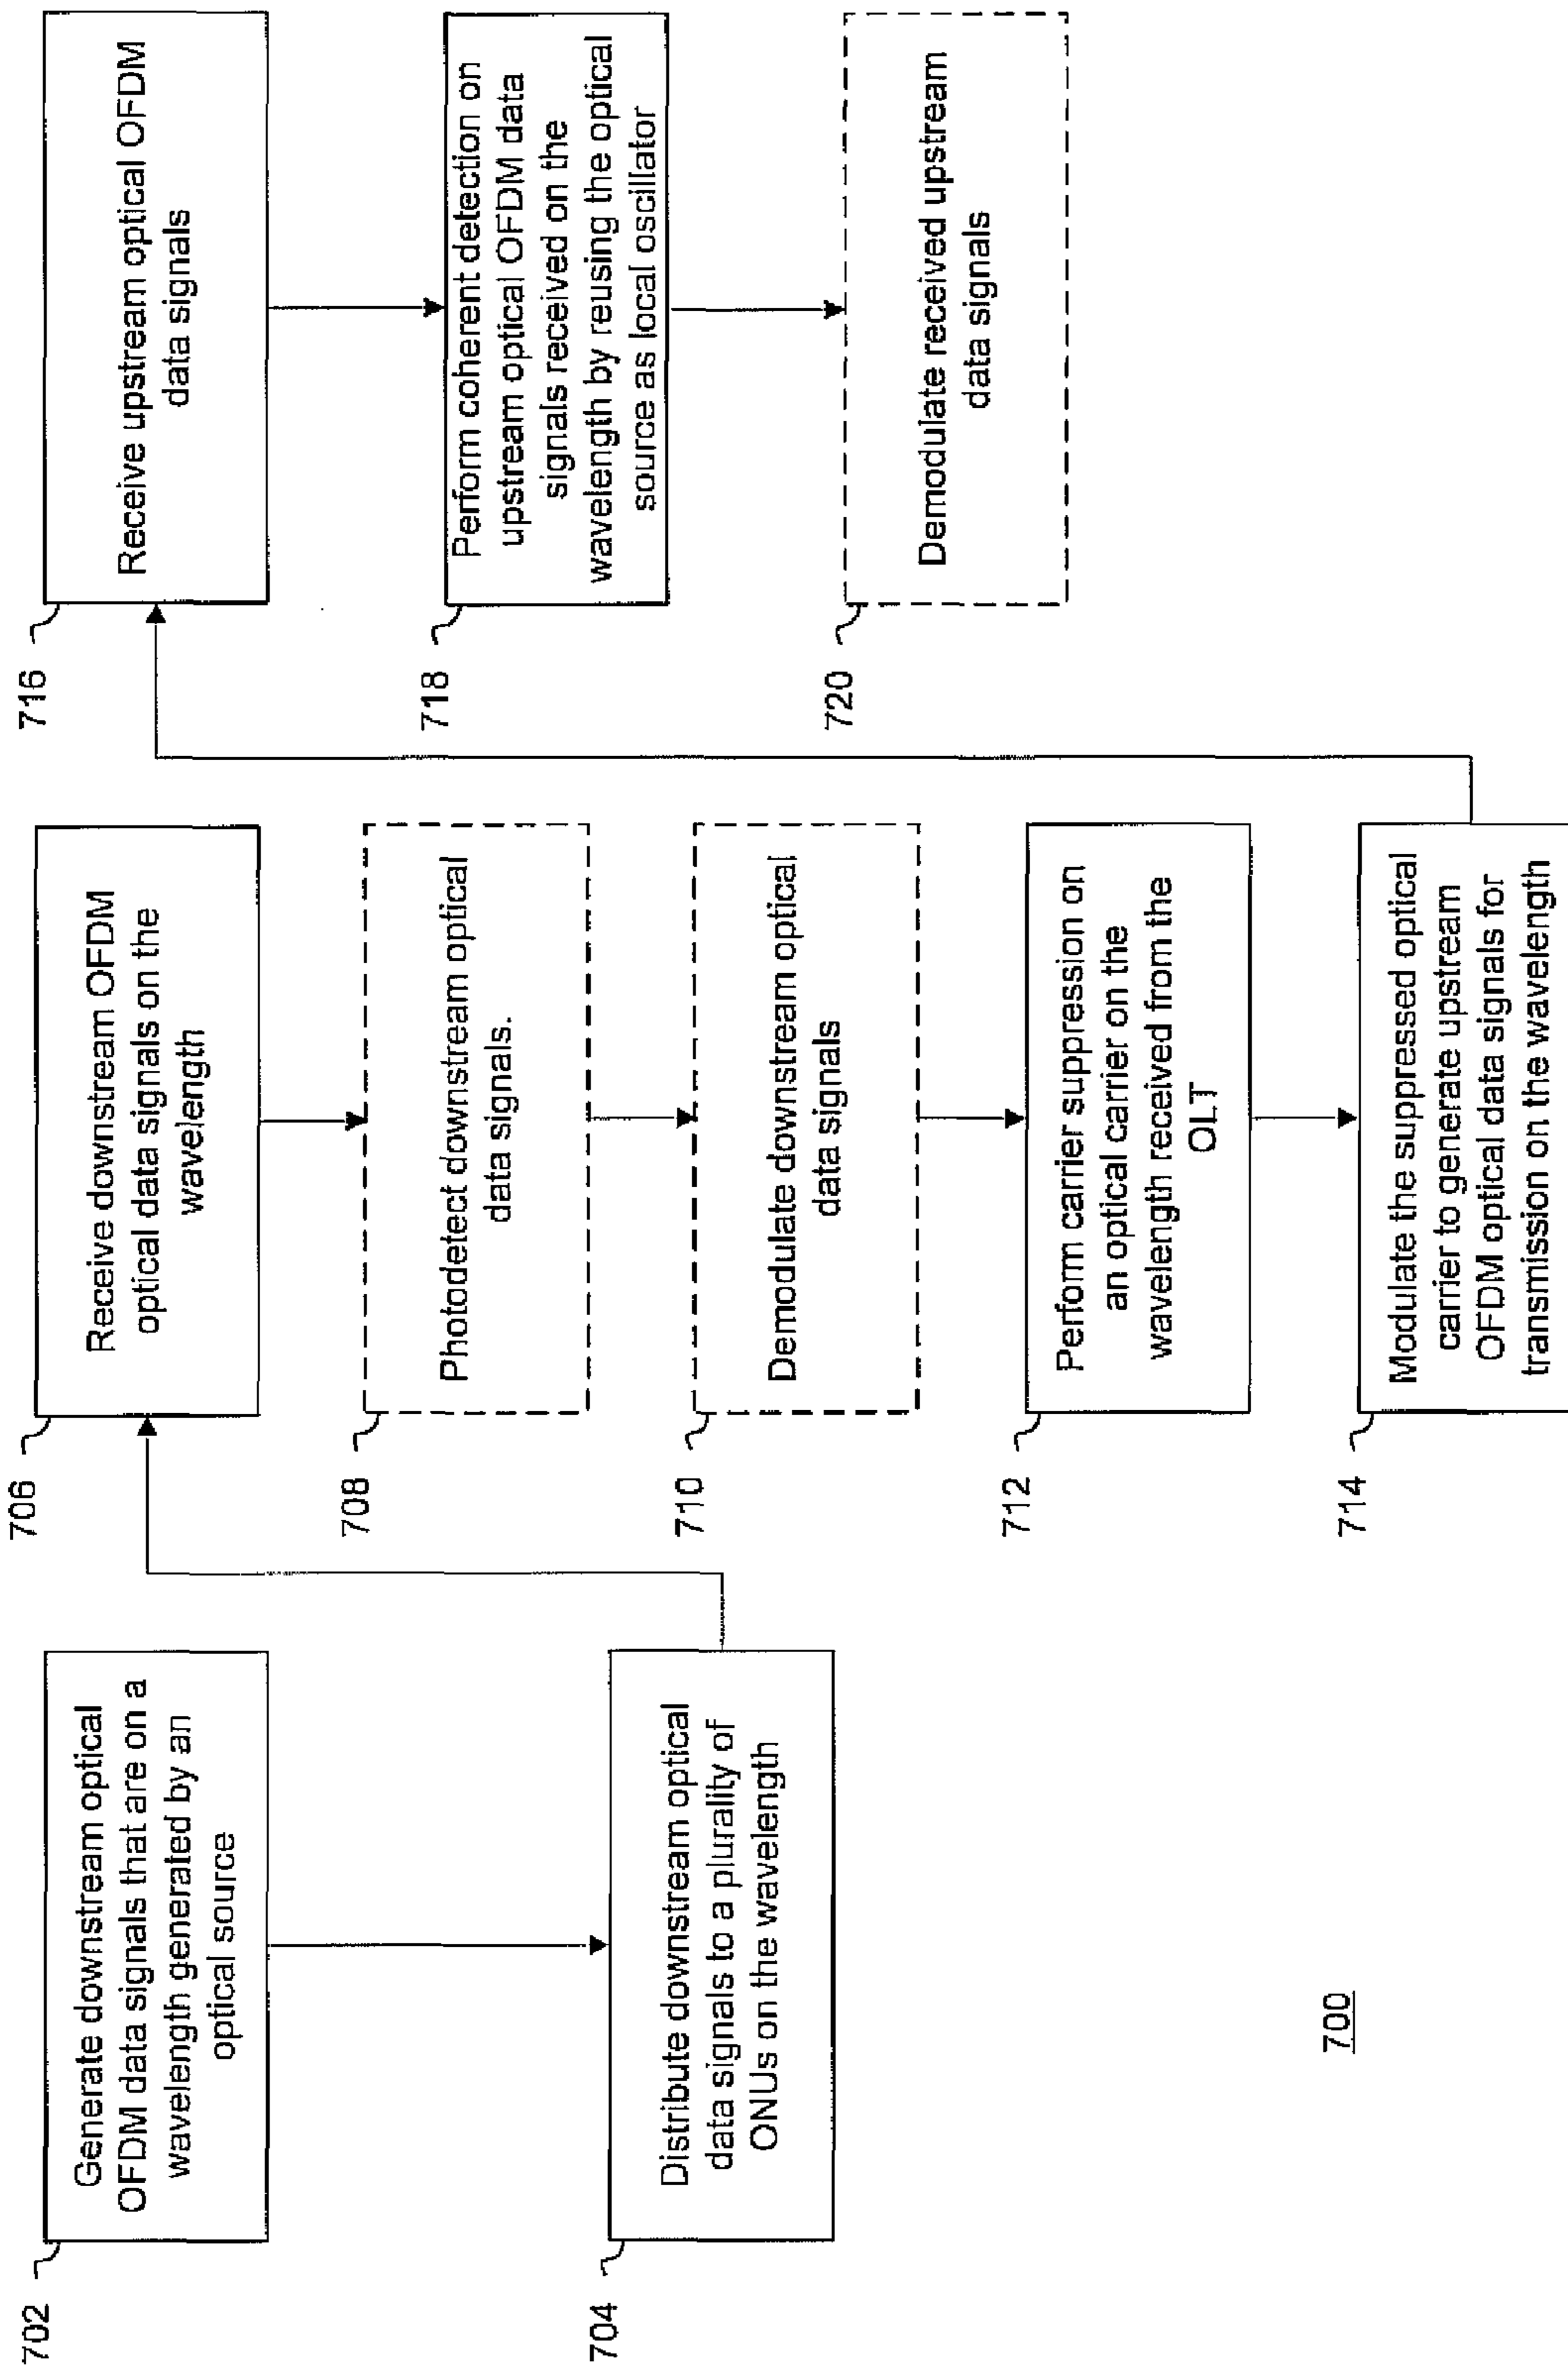 702
Generate downstream optical
OFDM data signals that are on a
wavelength generated by an
optical source
704
Distribute downstream optical
data signals to a plurality of
ONUs on the wavelength
700
706
Receive downstream OFDM
optical data signals on the
wavelength
708
Photodetect downstream optical
data signals.
710
Demodulate downstream optical
data signals
712
Perform carrier suppression on
an optical carrier on the
wavelength received from the
OLT
714
Modulate the suppressed optical
carrier to generate upstream
OFDM optical data signals for
transmission on the wavelength
716
Receive upstream optical OFDM
data signals
718
Perform coherent detection on
upstream optical OFDM data
signals received on the
wavelength by reusing the optical
source as local oscillator
720
Demodulate received upstream
data signals